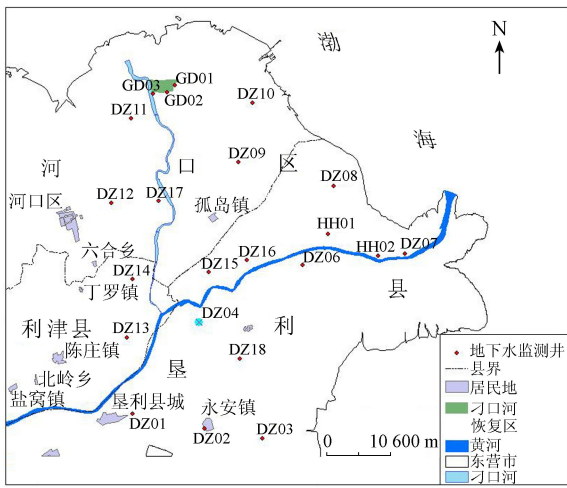 渤
N
GD01
GD03
GD02
DZ10
DZ11
海
河
口
区
DZ09
DZ08
DZ12
DZ17
河口区
孤岛镇
HH01
六合乡
DZ16
HH02
DZ07
DZ14
DZ15
DZ06
丁罗镇
县
DZ04
利津县
DZ13
利
陈庄镇
DZ18
垦
北岭乡
盐窝镇
垦利县城
永安镇
DZ01
DZ02
DZ03
0
10 600 m
地下水监测井
县界
居民地
刁口河
恢复区
黄河
东营市
刁口河